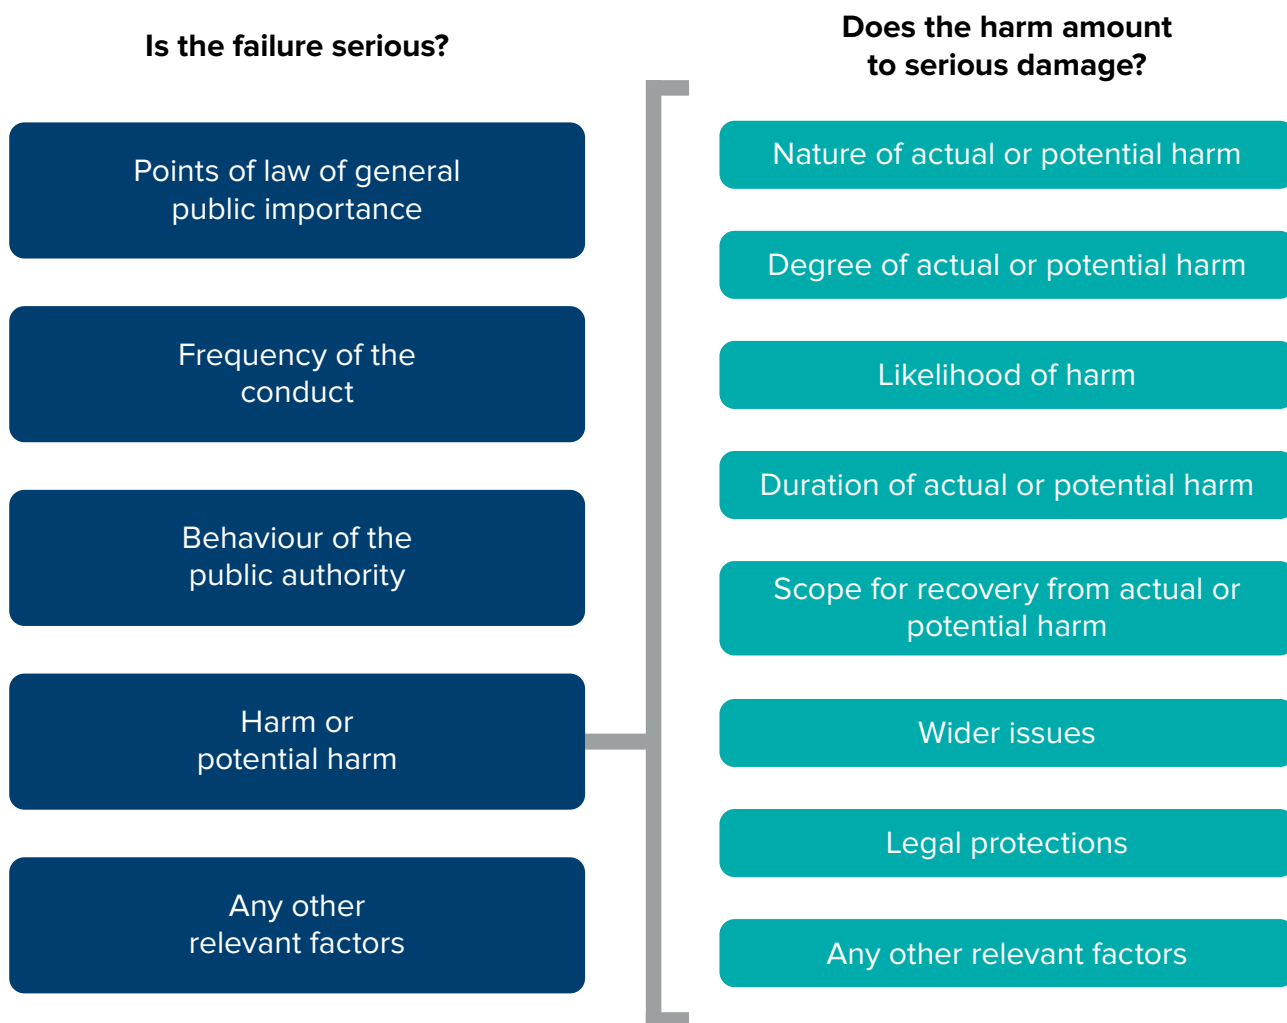 Is the failure serious?
Points of law of general
public importance
Frequency of the
conduct
Behaviour of the
public authority
Harm or
potential harm
Any other
relevant factors
Does the harm amount
to serious damage?
Nature of actual or potential harm
Degree of actual or potential harm
Likelihood of harm
Duration of actual or potential harm
Scope for recovery from actual or
potential harm
Wider issues
Legal protections
Any other relevant factors